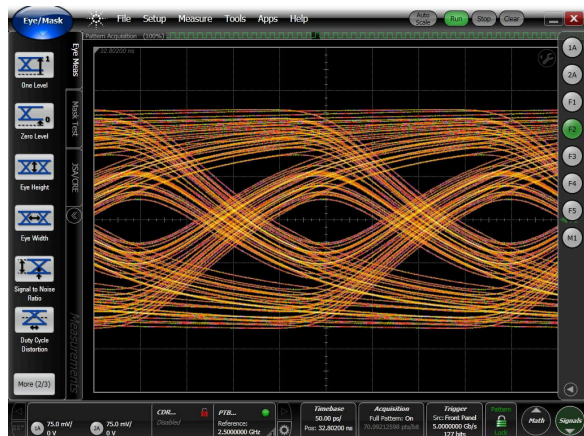 Eye/Mask
File Setup Measure Tools Apps Help
Auto Scale
Run
Stop
Clear
Pattern Acquisition (100%)
32.80200 ns
Eye Meas
Mask Test
JSA/CRE
One Level
Zero Level
Eye Height
Eye Width
Signal to Noise
Ratio
Duty Cycle
Distortion
More (2/3)
Measurements
1A
2A
F1
F2
F3
F4
F5
M1
1A
75.0 mV/
0 V
2A
75.0 mV/
0 V
CDR...
Disabled
PTB...
Reference:
2.5000000 GHz
Timebase
50.00 ps/
Pos: 32.80200 ns
Acquisition
Full Pattern: On
70.09212598 pts/bit
Trigger
Src: Front Panel
5.0000000 Gb/s
127 bits
Pattern
Lock
Math
Signals